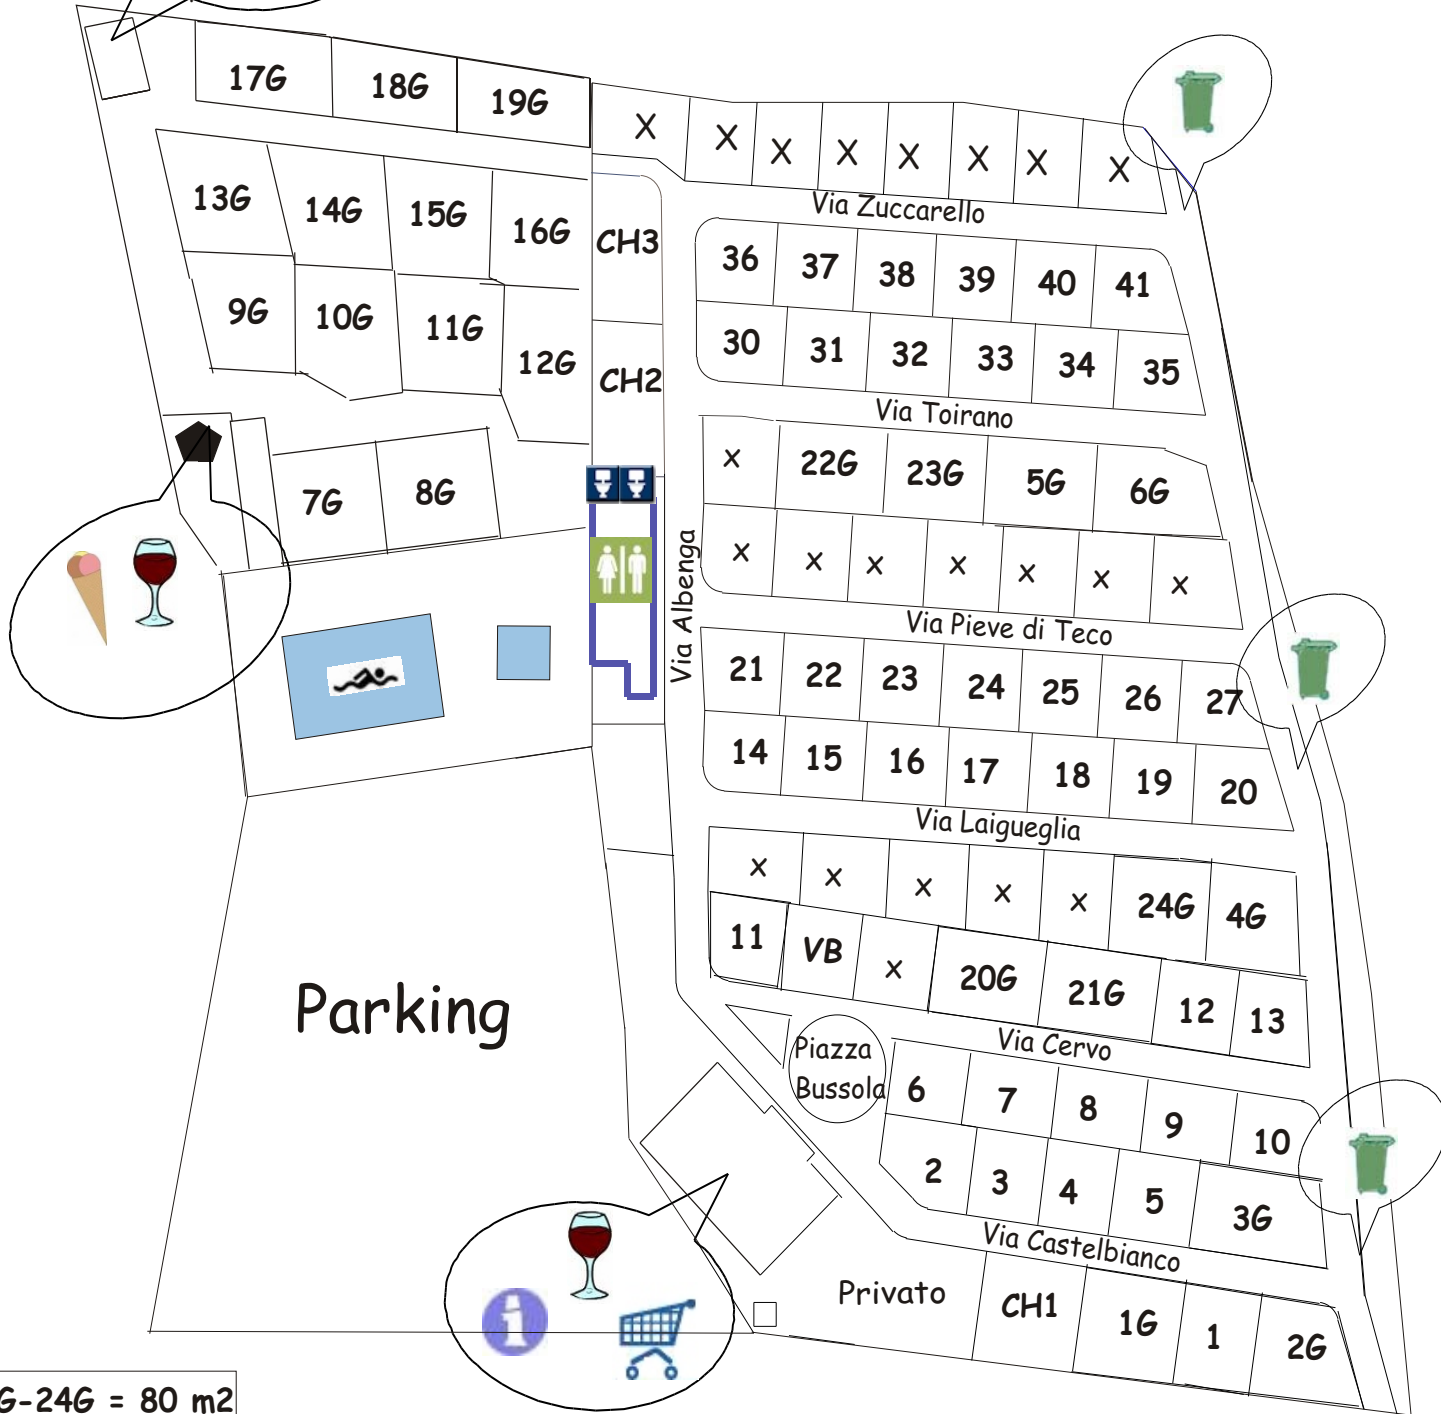 17G 18G 19G
X X X X X X X X
Via Zuccarello
13G 14G 15G 16G
CH3
36 37 38 39 40 41
9G 10G 11G 12G
CH2
30 31 32 33 34 35
Via Toirano
x 22G 23G 5G 6G
7G 8G
x x x x x x x
Via Albenga
Via Pieve di Teco
21 22 23 24 25 26 27
14 15 16 17 18 19 20
Via Laigueglia
x x x x x 24G 4G
11 VB x 20G 21G 12 13
Parking
Via Cervo
Piazza
Bussola
6 7 8 9 10
2 3 4 5 3G
Via Castelbianco
Privato CH1 1G 1 2G
G-24G = 80 m2